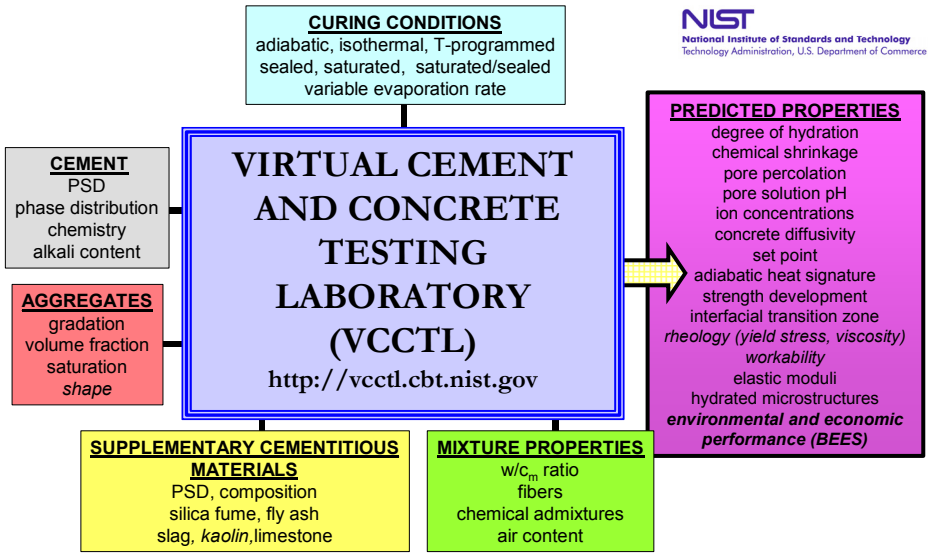 CURING CONDITIONS
adiabatic, isothermal, T-programmed
sealed, saturated, saturated/sealed
variable evaporation rate
NIST
National Institute of Standards and Technology
Technology Administration, U.S. Department of Commerce
CEMENT
PSD
phase distribution
chemistry
alkali content
AGGREGATES
gradation
volume fraction
saturation
shape
VIRTUAL CEMENT
AND CONCRETE
TESTING
LABORATORY
(VCCTL)
http://vcctl.cbt.nist.gov
PREDICTED PROPERTIES
degree of hydration
chemical shrinkage
pore percolation
pore solution pH
ion concentrations
concrete diffusivity
set point
adiabatic heat signature
strength development
interfacial transition zone
rheology (yield stress, viscosity)
workability
elastic moduli
hydrated microstructures
environmental and economic
performance (BEES)
SUPPLEMENTARY CEMENTITIOUS
MATERIALS
PSD, composition
silica fume, fly ash
slag, kaolin,limestone
MIXTURE PROPERTIES
w/cm ratio
fibers
chemical admixtures
air content